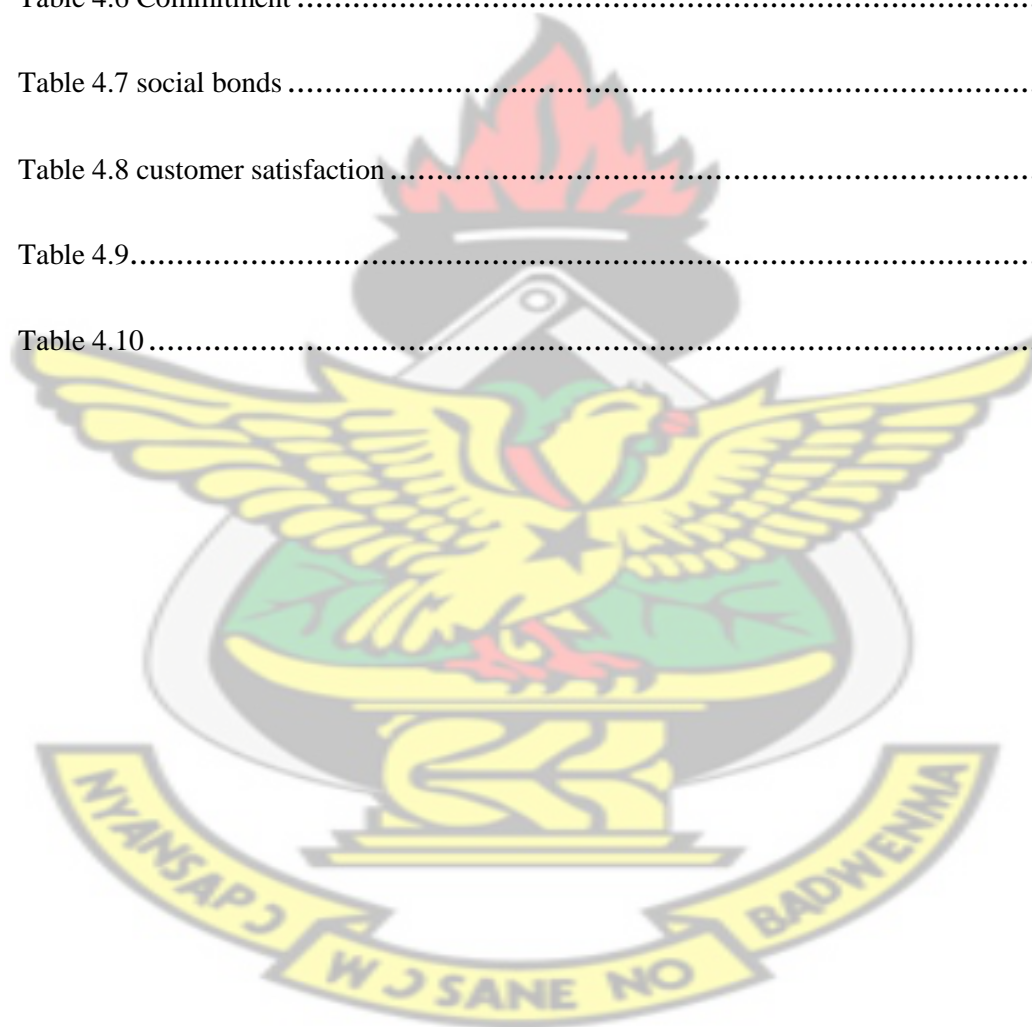 Table 4.6 Commitment ................................................................
Table 4.7 social bonds ................................................................
Table 4.8 customer satisfaction ................................................................
Table 4.9................................................................
Table 4.10 ................................................................
NYANSAPƆ
WƆ SANE NO
BADWENMA